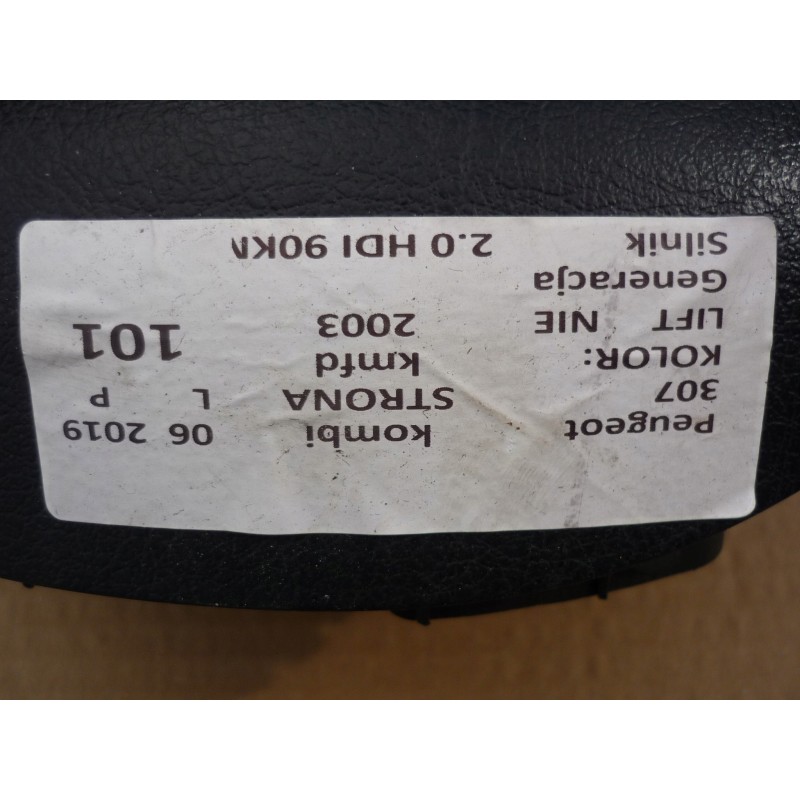 Peugeot kombi 06 2019
307 STRONA L P
KOLOR: kmfd
LIFT NIE 2003 101
Generacja
Silnik 2.0 HDI 90KM